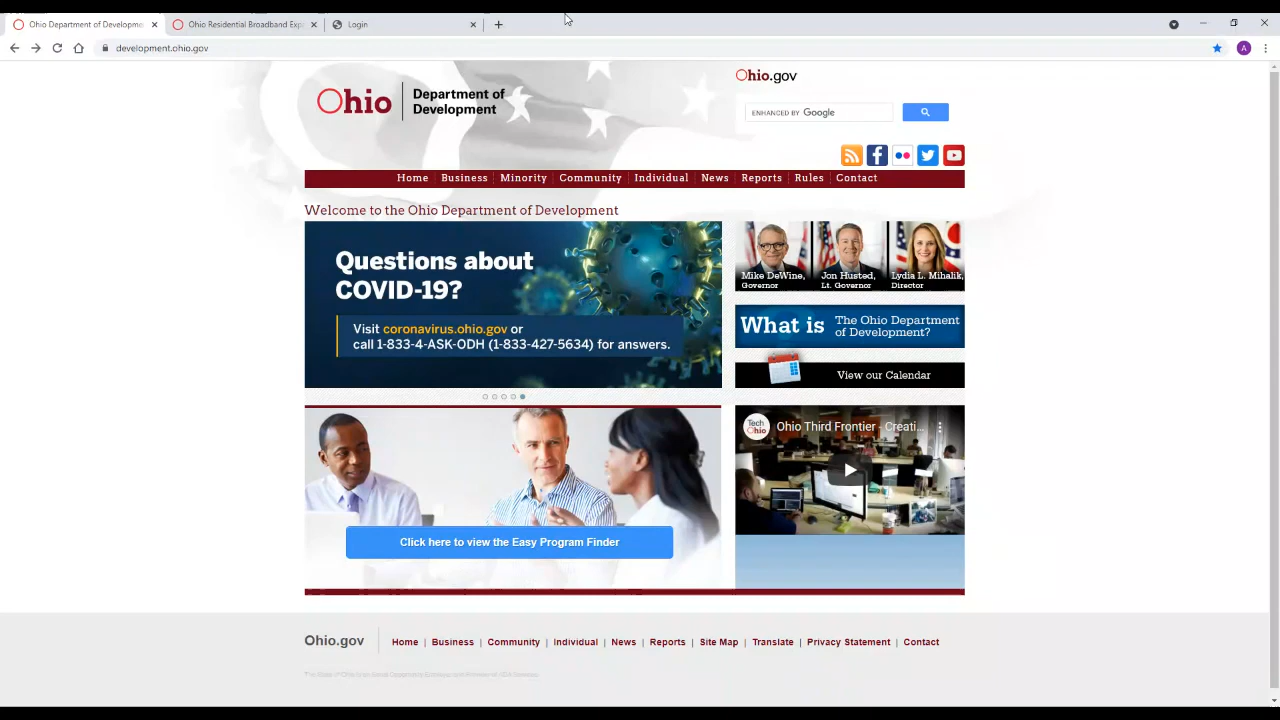 Ohio Department of Developme
Ohio Residential Broadband Exp
Login
development.ohio.gov
A
Ohio
Department of
Development
Ohio.gov
ENHANCED BY Google
Home Business Minority Community Individual News Reports Rules Contact
Welcome to the Ohio Department of Development
Questions about
COVID-19?
Visit coronavirus.ohio.gov or
call 1-833-4-ASK-ODH (1-833-427-5634) for answers.
Mike DeWine,
Governor
Jon Husted,
Lt. Governor
Lydia L. Mihalik,
Director
What is
The Ohio Department
of Development?
View our Calendar
Click here to view the Easy Program Finder
Tech
Ohio
Ohio Third Frontier - Creati...
Ohio.gov
Home | Business | Community | Individual | News | Reports | Site Map | Translate | Privacy Statement | Contact